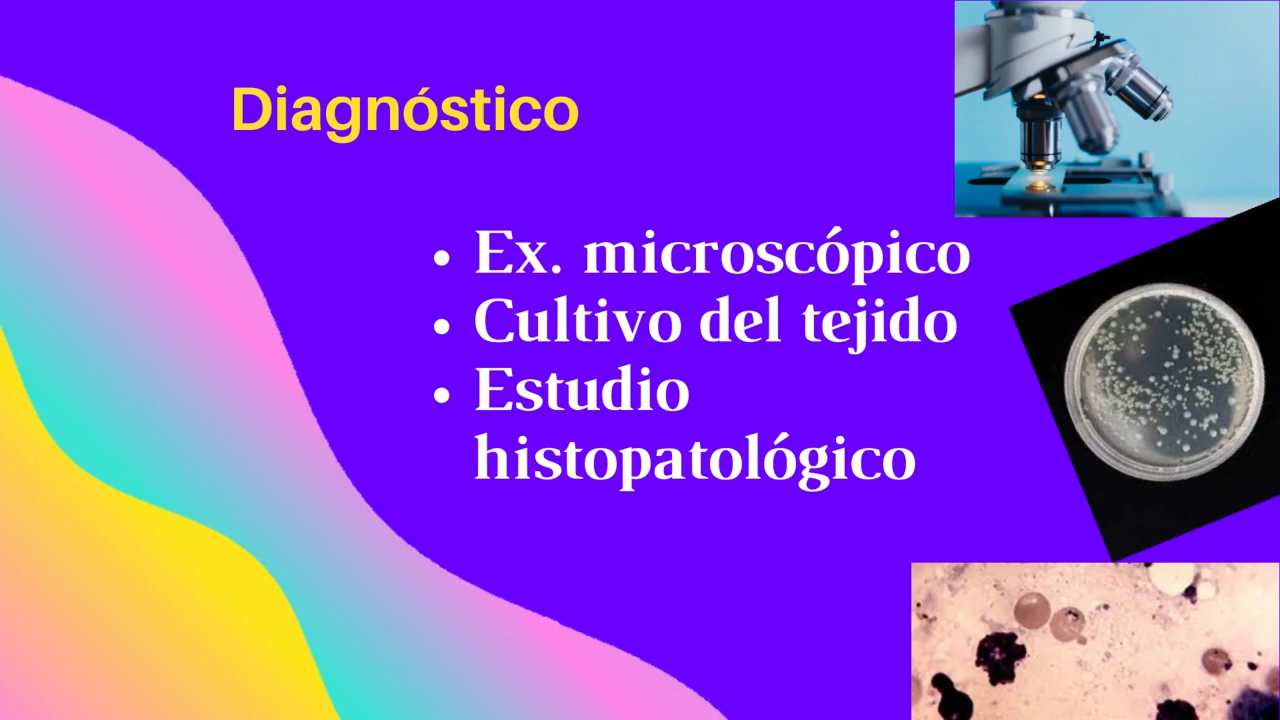 Diagnóstico
• Ex. microscópico
• Cultivo del tejido
• Estudio
histopatológico